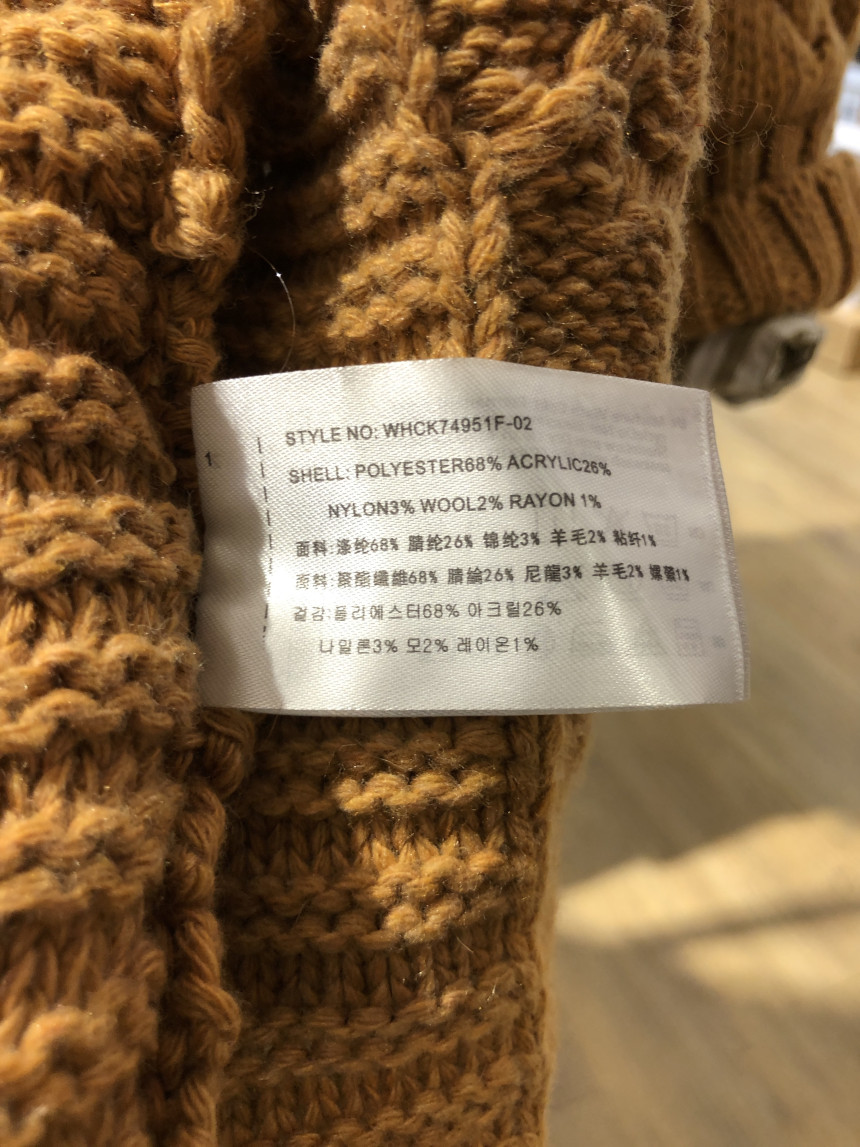 1
STYLE NO: WHCK74951F-02
SHELL: POLYESTER68% ACRYLIC26%
NYLON3% WOOL2% RAYON 1%
面料:涤纶68% 腈纶26% 锦纶3% 羊毛2% 粘纤1%
面料:聚酯纖維68% 腈綸26% 尼龍3% 羊毛2% 嫘縈1%
겉감:폴리에스터68% 아크릴26%
나일론3% 모2% 레이온1%